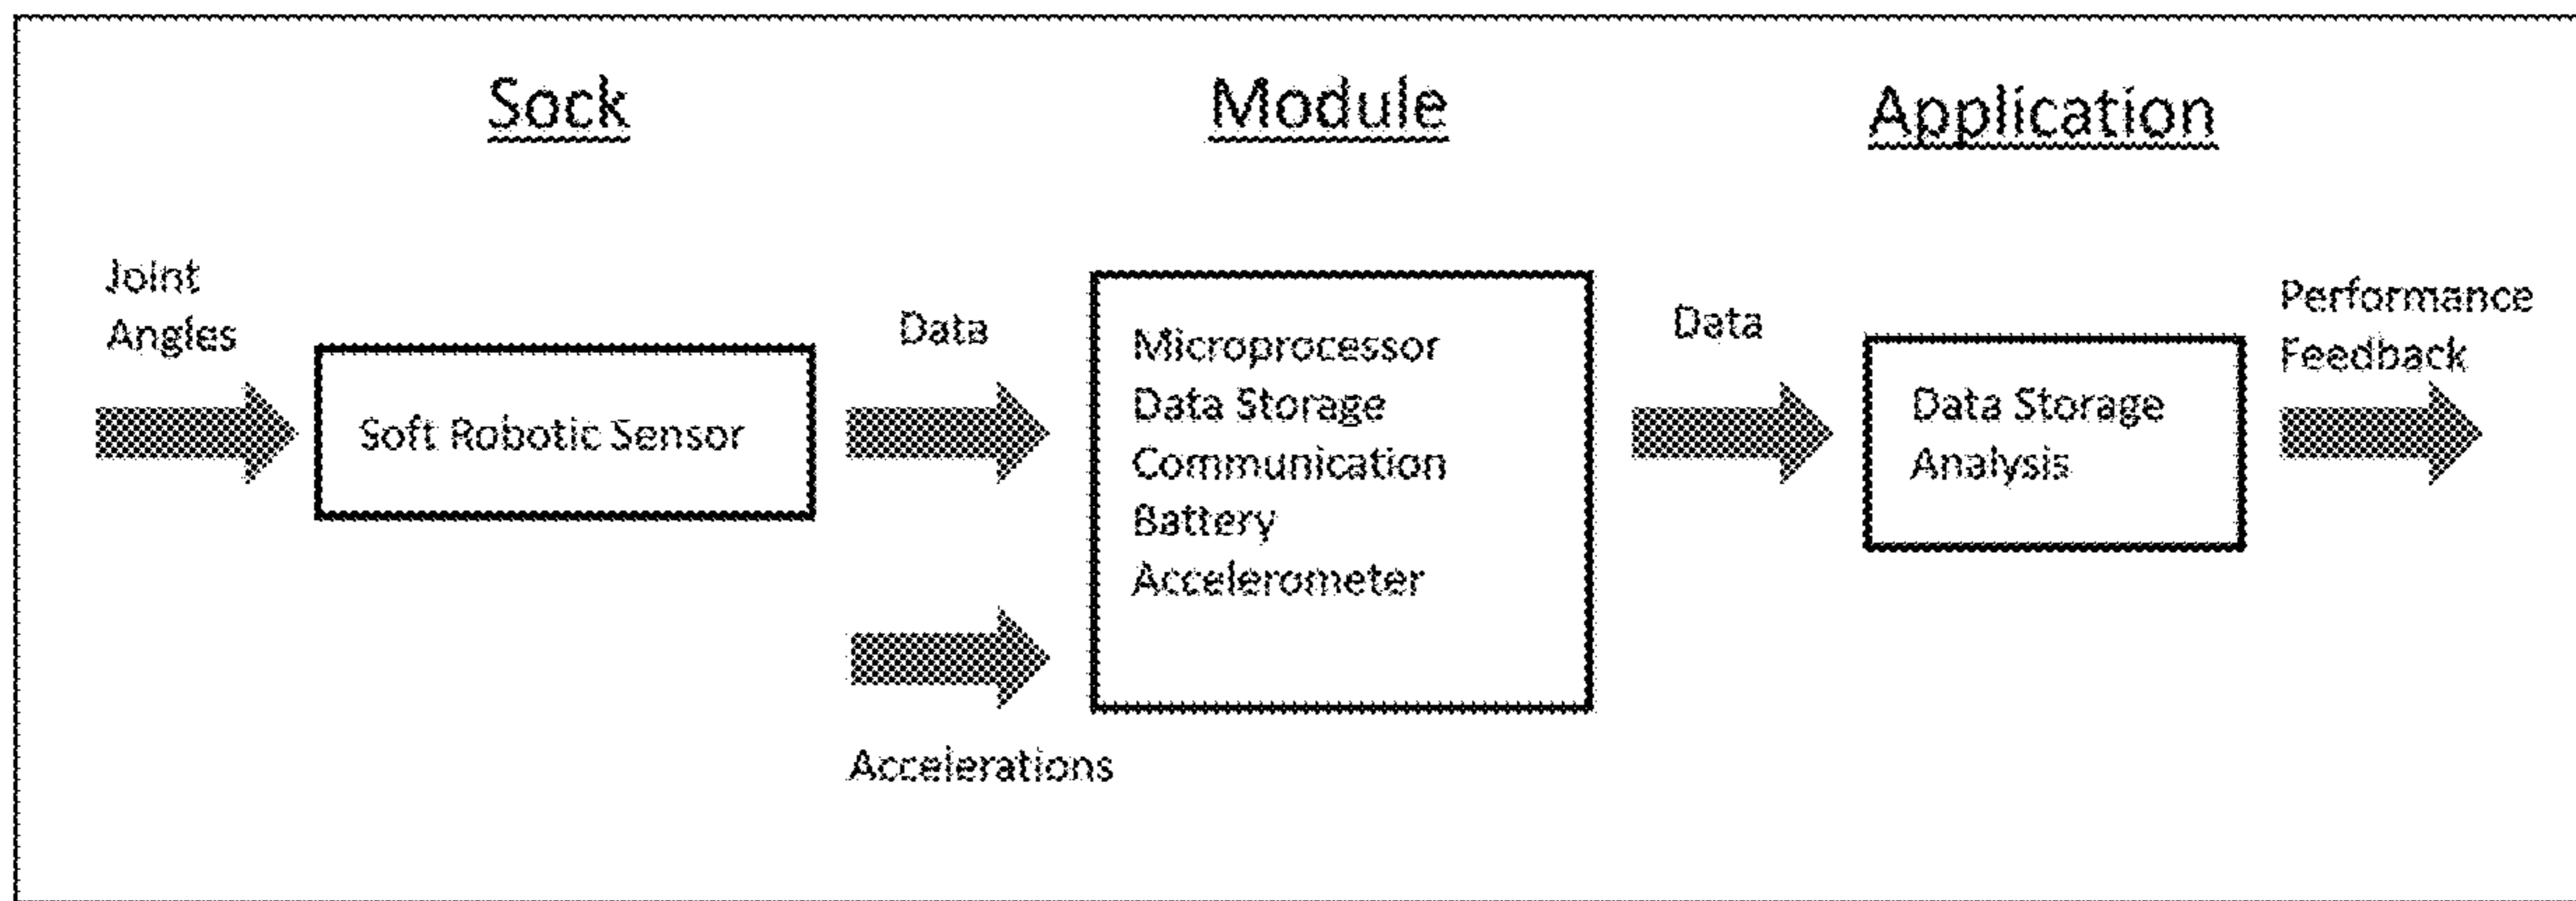 Sock
Module
Application
Joint
Angles
Soft Robotic Sensor
Data
Accelerations
Microprocessor
Data Storage
Communication
Battery
Accelerometer
Data
Data Storage
Analysis
Performance
Feedback